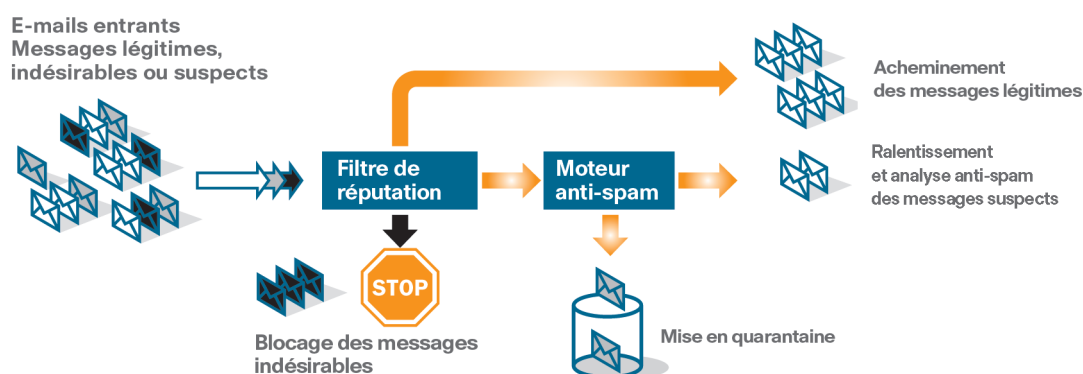 E-mails entrants
Messages légitimes,
indésirables ou suspects
Acheminement
des messages légitimes
Filtre de
réputation
Moteur
anti-spam
Ralentissement
et analyse anti-spam
des messages suspects
STOP
Blocage des messages
indésirables
Mise en quarantaine